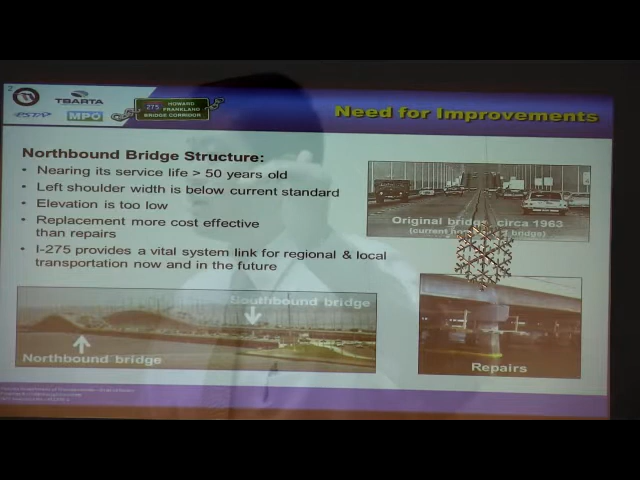 2
TBARTA
MPO
275
HOWARD
FRANKLAND
BRIDGE CORRIDOR
Need for Improvements
Northbound Bridge Structure:
• Nearing its service life > 50 years old
• Left shoulder width is below current standard
• Elevation is too low
• Replacement more cost effective
than repairs
• I-275 provides a vital system link for regional & local
transportation now and in the future
Original bridge circa 1963
(current bridge)
Southbound bridge
Northbound bridge
Repairs